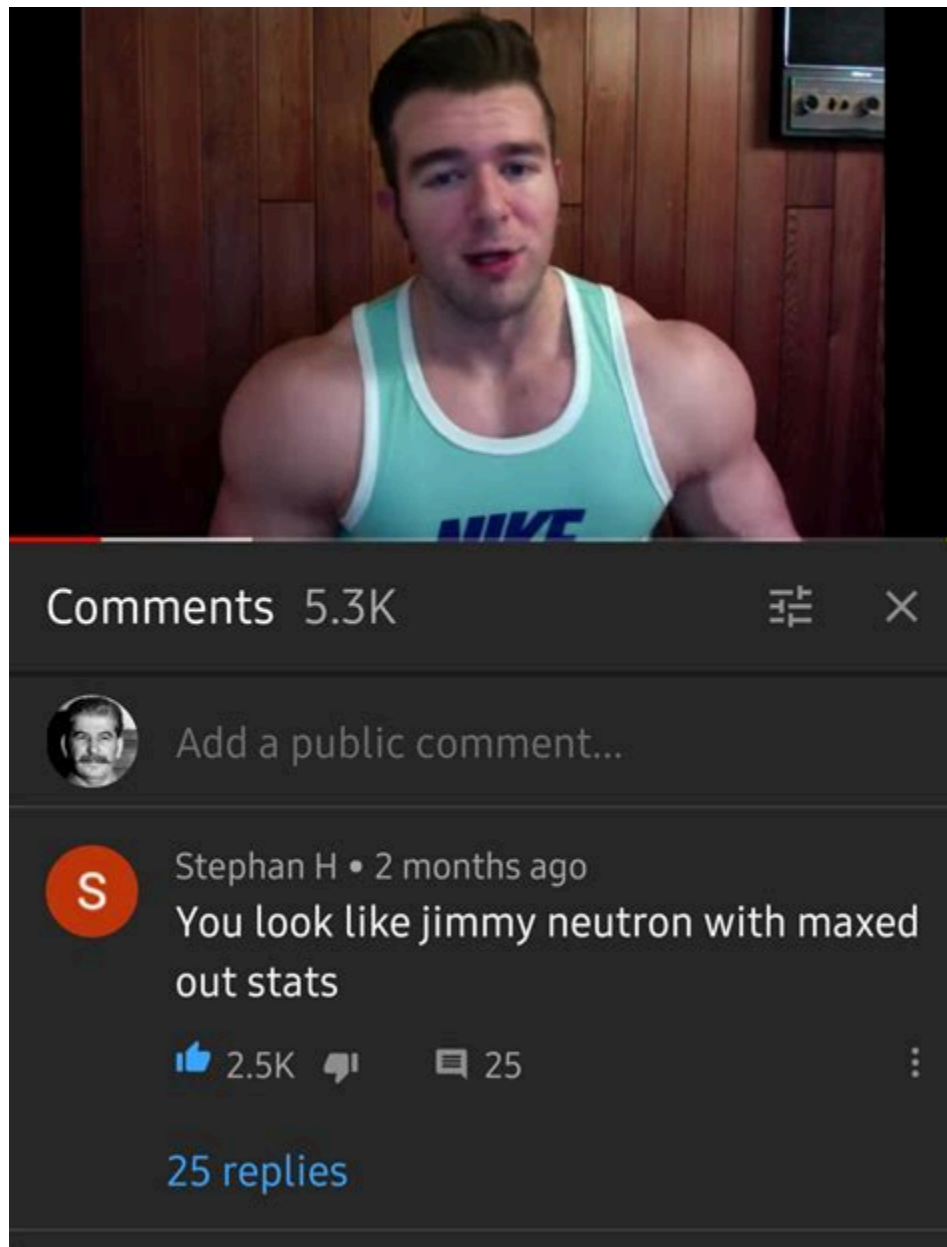 NIKE
Comments 5.3K
Add a public comment...
S
Stephan H • 2 months ago
You look like jimmy neutron with maxed
out stats
2.5K 25
25 replies